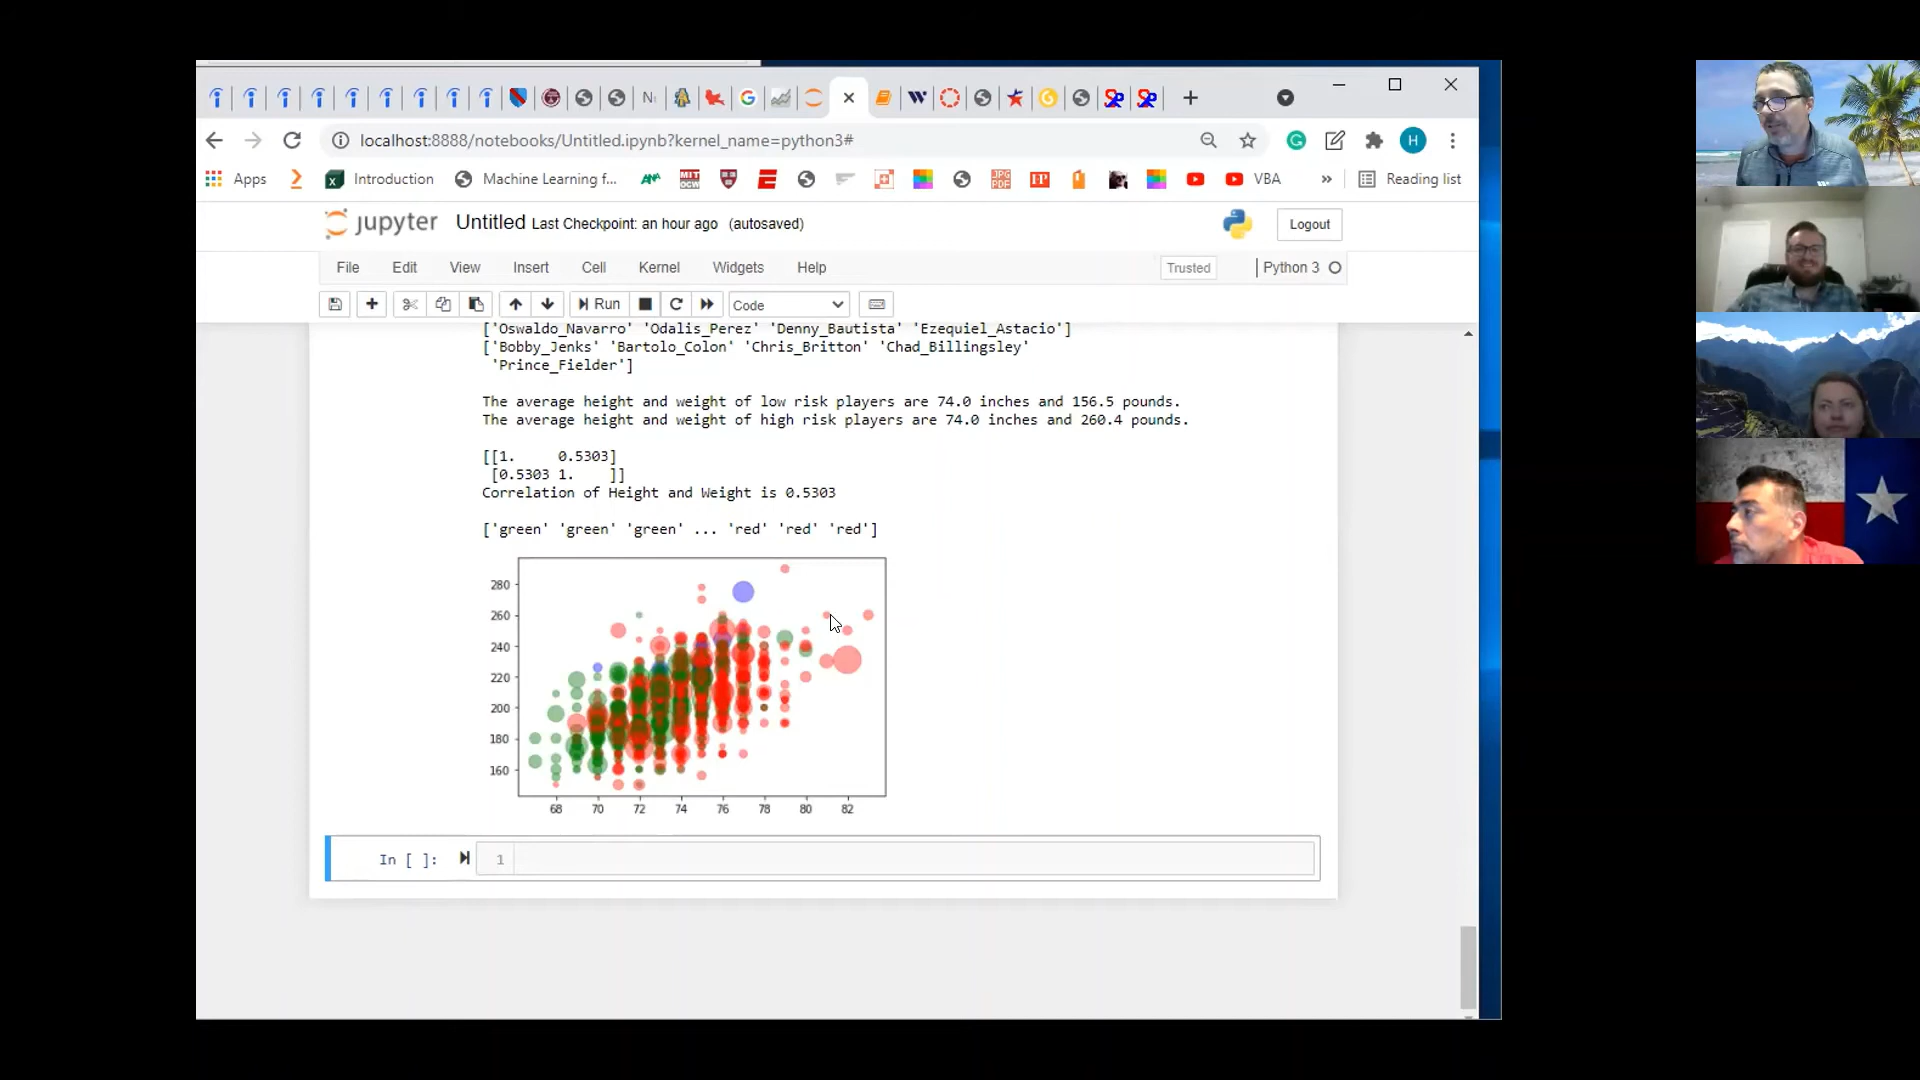 localhost:8888/notebooks/Untitled.ipynb?kernel_name=python3#
H
Apps Introduction Machine Learning f... VBA » Reading list
jupyter Untitled Last Checkpoint: an hour ago (autosaved) Logout
File Edit View Insert Cell Kernel Widgets Help Trusted Python 3
Run Code
['Oswaldo_Navarro' 'Odalis_Perez' 'Denny_Bautista' 'Ezequiel_Astacio']
['Bobby_Jenks' 'Bartolo_Colon' 'Chris_Britton' 'Chad_Billingsley'
'Prince_Fielder']
The average height and weight of low risk players are 74.0 inches and 156.5 pounds.
The average height and weight of high risk players are 74.0 inches and 260.4 pounds.
[[1. 0.5303]
[0.5303 1. ]]
Correlation of Height and Weight is 0.5303
['green' 'green' 'green' ... 'red' 'red' 'red']
280
260
240
220
200
180
160
68 70 72 74 76 78 80 82
In [ ]: 1